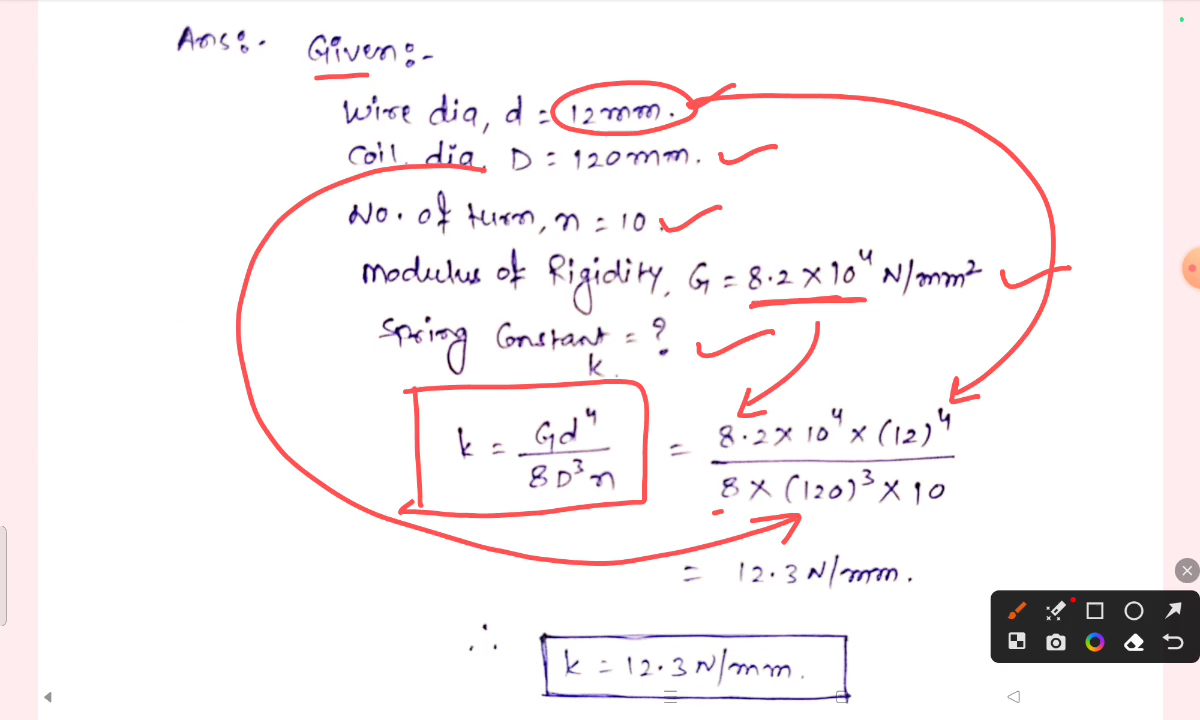 Ans:- Given:-
Wire dia, d = 12mm.
Coil dia, D = 120mm.
No. of turn, n = 10.
Modulus of Rigidity, G = 8.2 × 10⁴ N/mm²
Spring Constant = ?
k.
k = Gd⁴ / 8D³n = 8.2 × 10⁴ × (12)⁴ / 8 × (120)³ × 10
= 12.3 N/mm.
∴ k = 12.3 N/mm.